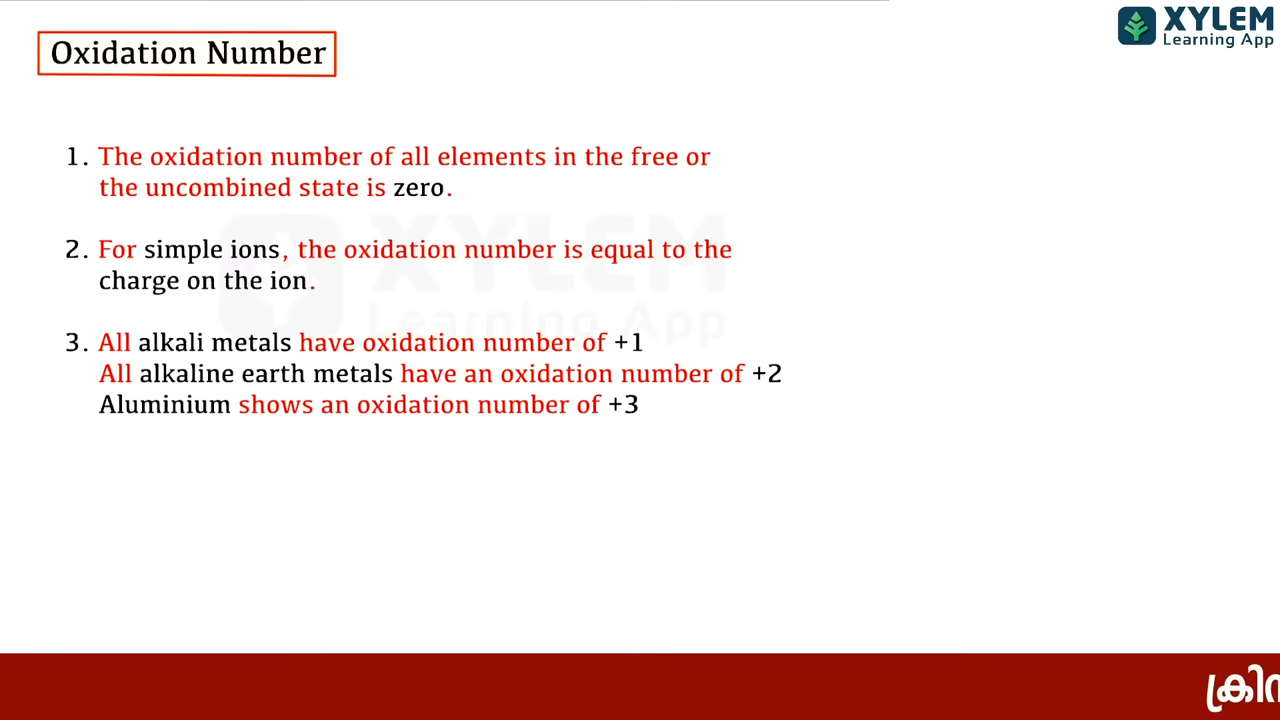 XYLEM
Learning App
Oxidation Number
1. The oxidation number of all elements in the free or
the uncombined state is zero.
2. For simple ions, the oxidation number is equal to the
charge on the ion.
3. All alkali metals have oxidation number of +1
All alkaline earth metals have an oxidation number of +2
Aluminium shows an oxidation number of +3
XYLEM
Learning App